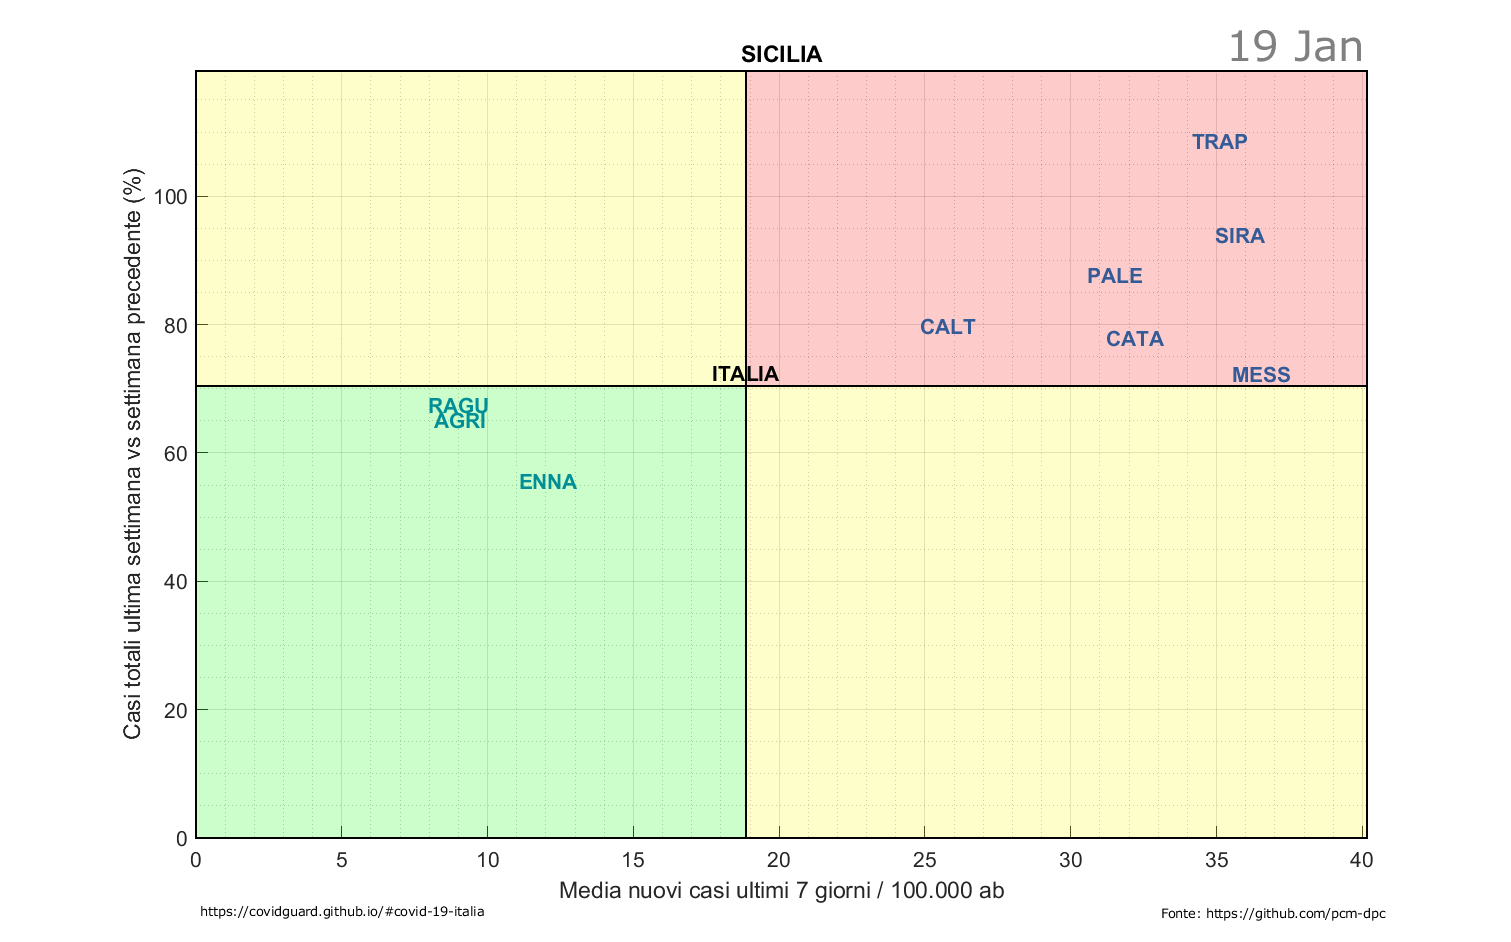 SICILIA
19 Jan
TRAP
SIRA
PALE
CALT
CATA
MESS
ITALIA
RAGU
AGRI
ENNA
Casi totali ultima settimana vs settimana precedente (%)
100
80
60
40
20
0
0 5 10 15 20 25 30 35 40
Media nuovi casi ultimi 7 giorni / 100.000 ab
https://covidguard.github.io/#covid-19-italia
Fonte: https://github.com/pcm-dpc